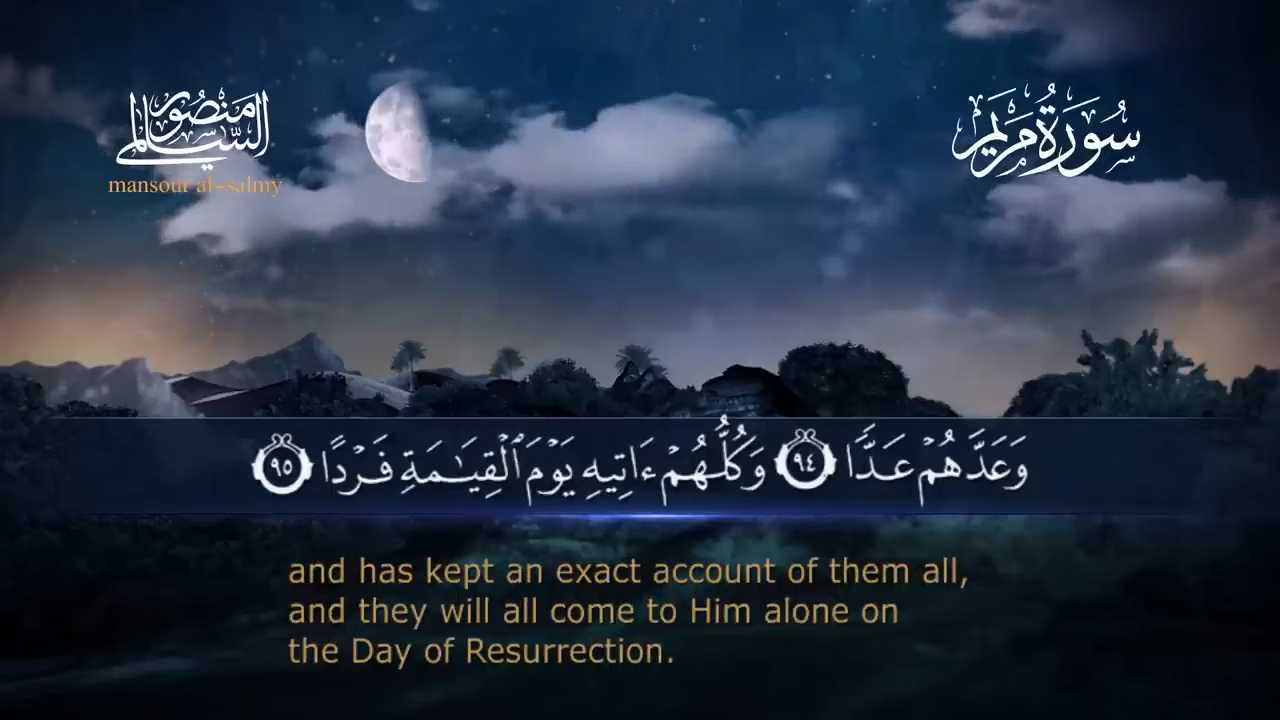 سُورَةُ مَرْيَم
منصور السالمي
mansour al-salmy
وَعَدَّهُمْ عَدًّا ٩٤ وَكُلُّهُمْ ءَاتِيهِ يَوْمَ ٱلْقِيَـٰمَةِ فَرْدًا ٩٥
and has kept an exact account of them all,
and they will all come to Him alone on
the Day of Resurrection.